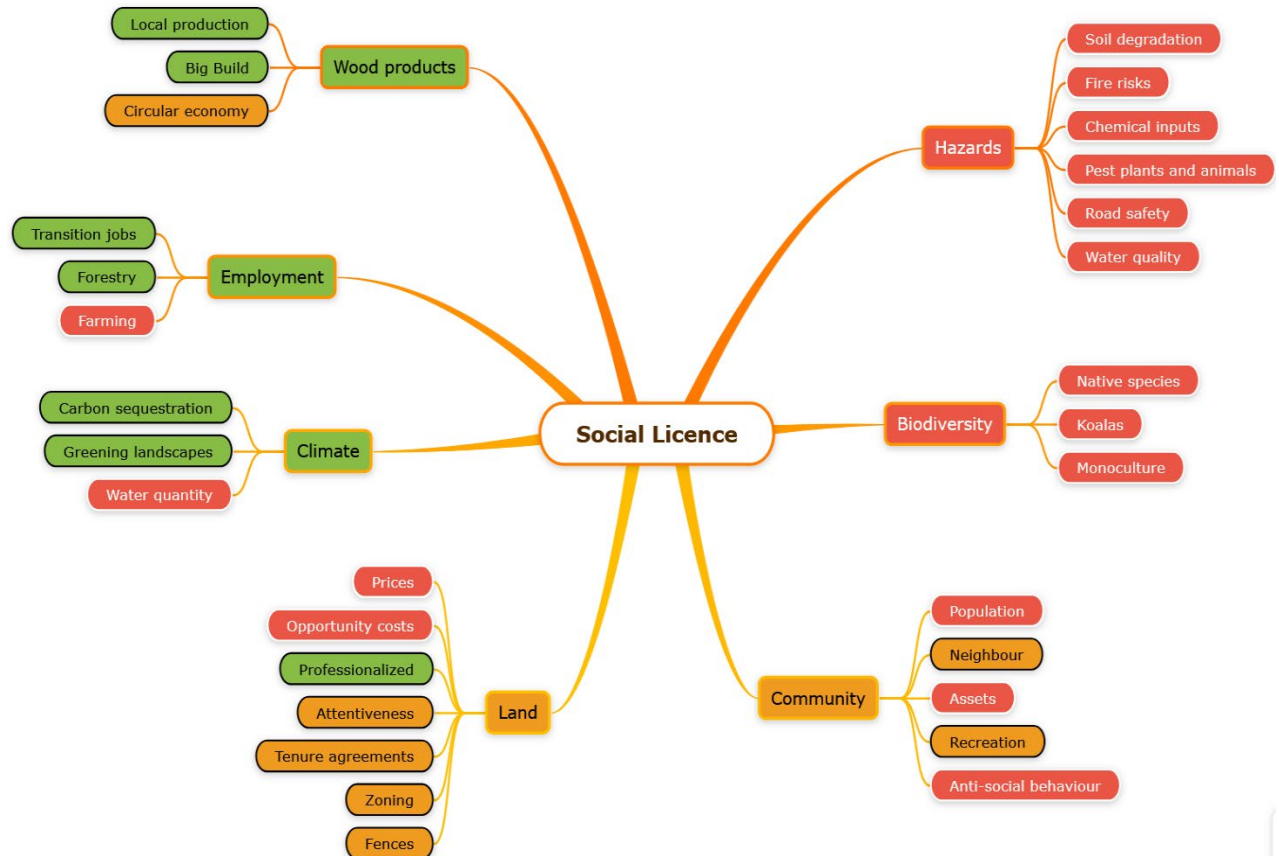 Social Licence
Wood products
Local production
Big Build
Circular economy
Employment
Transition jobs
Forestry
Farming
Climate
Carbon sequestration
Greening landscapes
Water quantity
Land
Prices
Opportunity costs
Professionalized
Attentiveness
Tenure agreements
Zoning
Fences
Hazards
Soil degradation
Fire risks
Chemical inputs
Pest plants and animals
Road safety
Water quality
Biodiversity
Native species
Koalas
Monoculture
Community
Population
Neighbour
Assets
Recreation
Anti-social behaviour